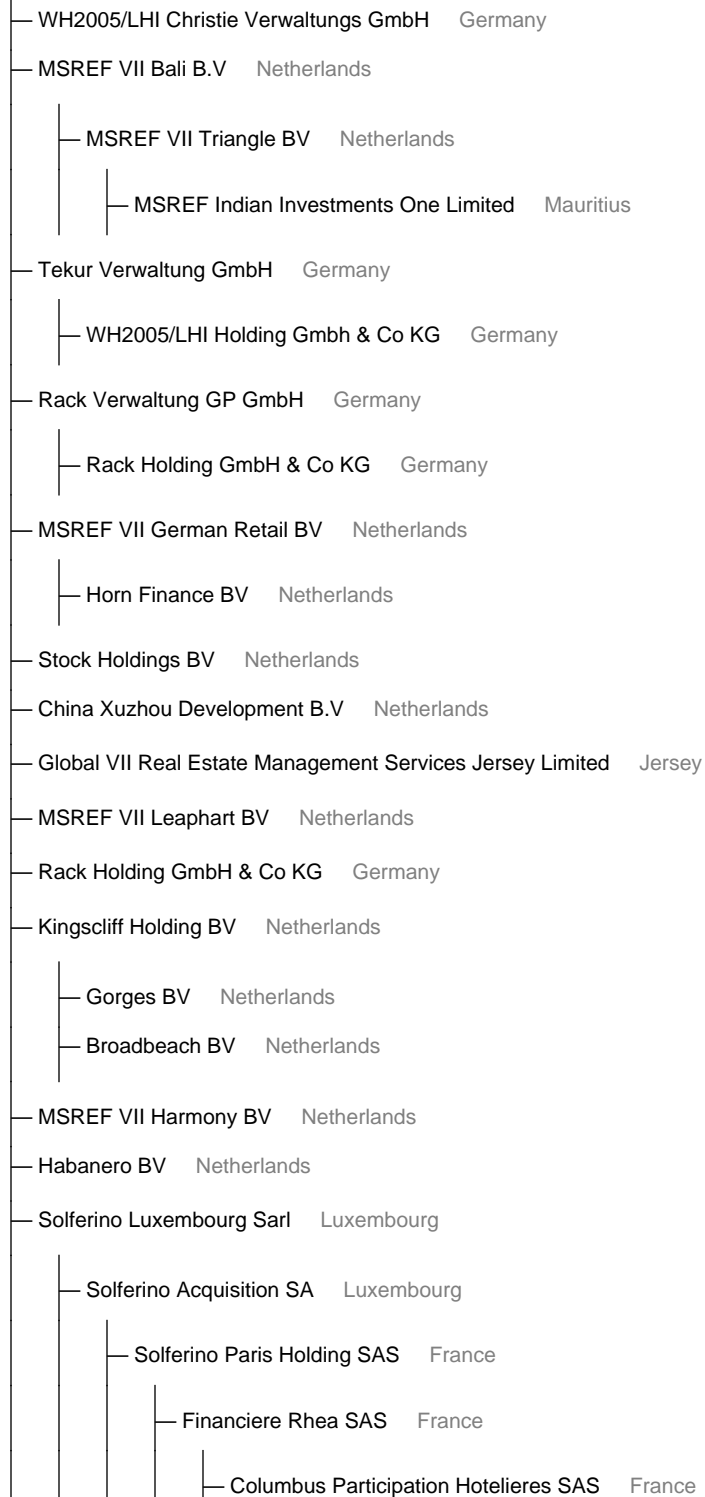 WH2005/LHI Christie Verwaltungs GmbH Germany
MSREF VII Bali B.V Netherlands
MSREF VII Triangle BV Netherlands
MSREF Indian Investments One Limited Mauritius
Tekur Verwaltung GmbH Germany
WH2005/LHI Holding Gmbh & Co KG Germany
Rack Verwaltung GP GmbH Germany
Rack Holding GmbH & Co KG Germany
MSREF VII German Retail BV Netherlands
Horn Finance BV Netherlands
Stock Holdings BV Netherlands
China Xuzhou Development B.V Netherlands
Global VII Real Estate Management Services Jersey Limited Jersey
MSREF VII Leaphart BV Netherlands
Rack Holding GmbH & Co KG Germany
Kingscliff Holding BV Netherlands
Gorges BV Netherlands
Broadbeach BV Netherlands
MSREF VII Harmony BV Netherlands
Habanero BV Netherlands
Solferino Luxembourg Sarl Luxembourg
Solferino Acquisition SA Luxembourg
Solferino Paris Holding SAS France
Financiere Rhea SAS France
Columbus Participation Hotelieres SAS France